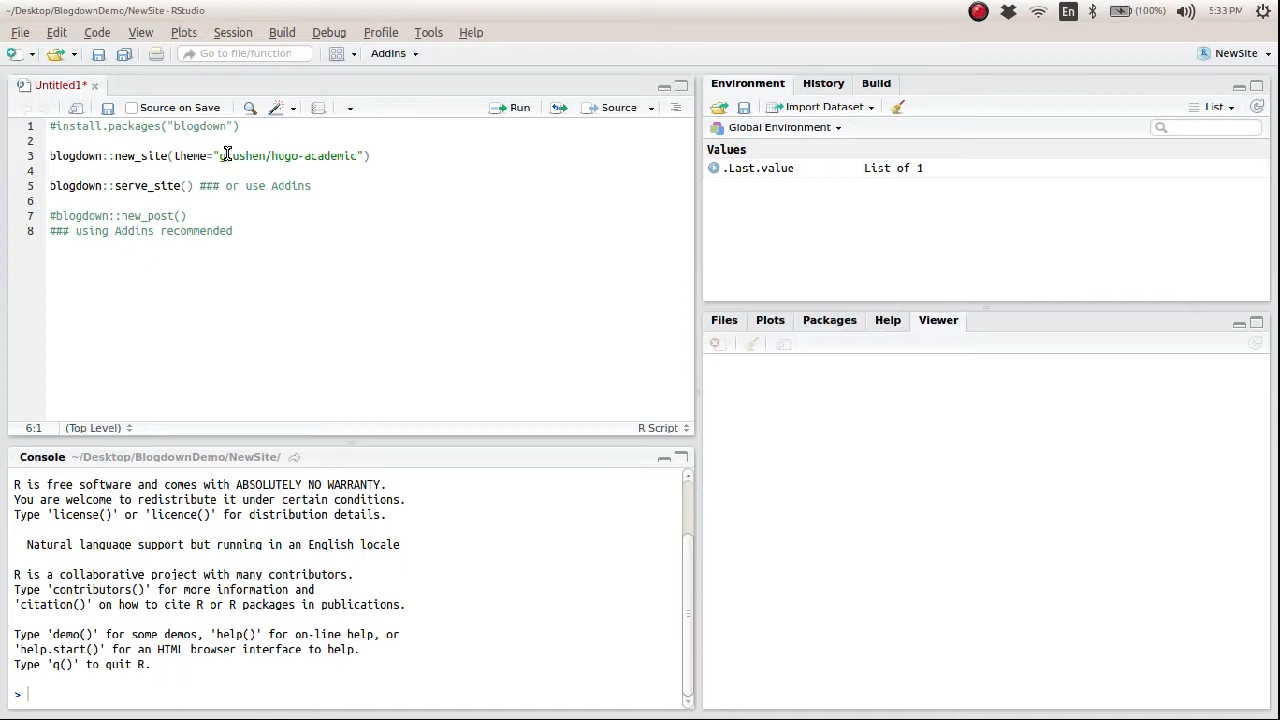 ~/Desktop/BlogdownDemo/NewSite - RStudio
En (100%) 5:33 PM
File Edit Code View Plots Session Build Debug Profile Tools Help
Go to file/function Addins NewSite
Untitled1*
Source on Save Run Source
1 #install.packages("blogdown")
2
3 blogdown::new_site(theme="gcushen/hugo-academic")
4
5 blogdown::serve_site() ### or use Addins
6
7 #blogdown::new_post()
8 ### using Addins recommended
6:1 (Top Level) R Script
Console ~/Desktop/BlogdownDemo/NewSite/
R is free software and comes with ABSOLUTELY NO WARRANTY.
You are welcome to redistribute it under certain conditions.
Type 'license()' or 'licence()' for distribution details.
Natural language support but running in an English locale
R is a collaborative project with many contributors.
Type 'contributors()' for more information and
'citation()' on how to cite R or R packages in publications.
Type 'demo()' for some demos, 'help()' for on-line help, or
'help.start()' for an HTML browser interface to help.
Type 'q()' to quit R.
>
Environment History Build
Import Dataset List
Global Environment
Values
.Last.value List of 1
Files Plots Packages Help Viewer